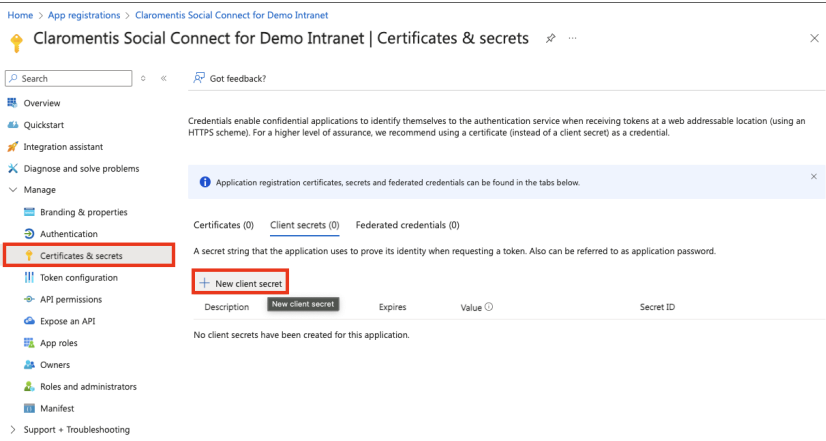 Home > App registrations > Claromentis Social Connect for Demo Intranet
Claromentis Social Connect for Demo Intranet | Certificates & secrets
Search
Got feedback?
Overview
Quickstart
Integration assistant
Diagnose and solve problems
Manage
Branding & properties
Authentication
Certificates & secrets
Token configuration
API permissions
Expose an API
App roles
Owners
Roles and administrators
Manifest
Support + Troubleshooting
Credentials enable confidential applications to identify themselves to the authentication service when receiving tokens at a web addressable location (using an
HTTPS scheme). For a higher level of assurance, we recommend using a certificate (instead of a client secret) as a credential.
Application registration certificates, secrets and federated credentials can be found in the tabs below.
Certificates (0) Client secrets (0) Federated credentials (0)
A secret string that the application uses to prove its identity when requesting a token. Also can be referred to as application password.
New client secret
New client secret
Description Expires Value Secret ID
No client secrets have been created for this application.